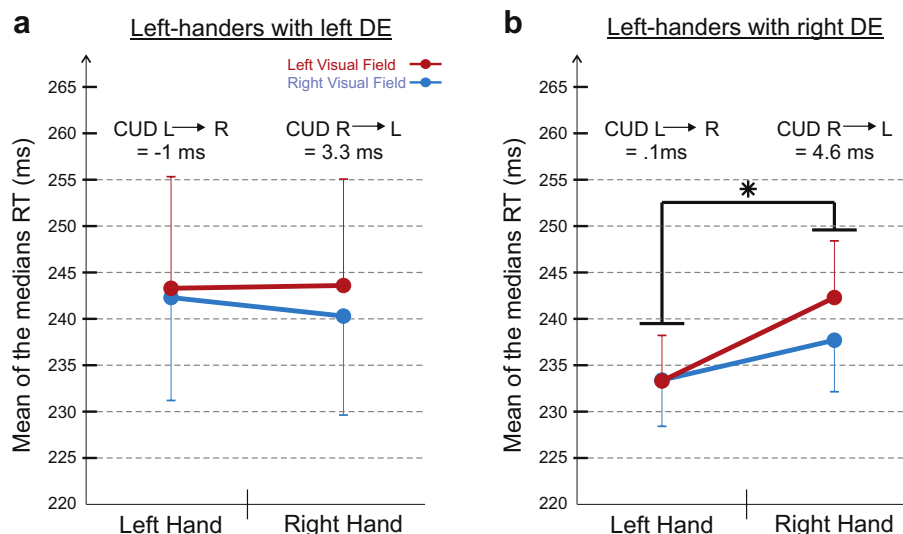 a
Left-handers with left DE
Left Visual Field
Right Visual Field
Mean of the medians RT (ms)
265
260
255
250
245
240
235
230
225
220
CUD L → R
= -1 ms
CUD R → L
= 3.3 ms
Left Hand
Right Hand
b
Left-handers with right DE
Mean of the medians RT (ms)
265
260
255
250
245
240
235
230
225
220
CUD L → R
= .1ms
CUD R → L
= 4.6 ms
*
Left Hand
Right Hand